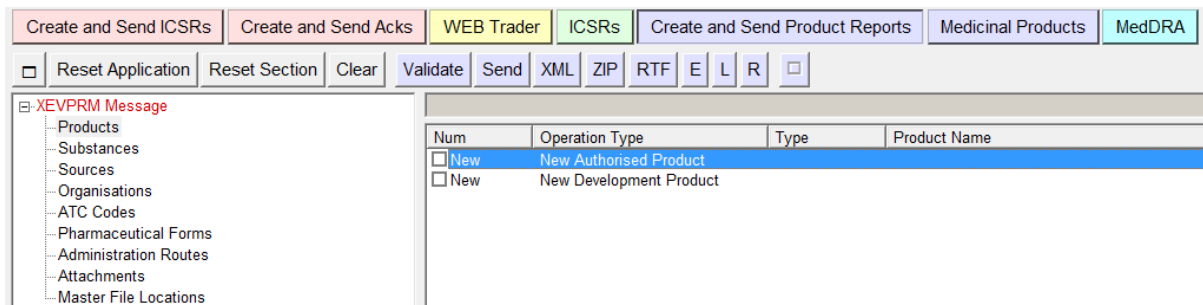 Create and Send ICSRs Create and Send Acks WEB Trader ICSRs Create and Send Product Reports Medicinal Products MedDRA
Reset Application Reset Section Clear Validate Send XML ZIP RTF E L R
XEVPRM Message
Products
Substances
Sources
Organisations
ATC Codes
Pharmaceutical Forms
Administration Routes
Attachments
Master File Locations
Num Operation Type Type Product Name
New New Authorised Product
New New Development Product